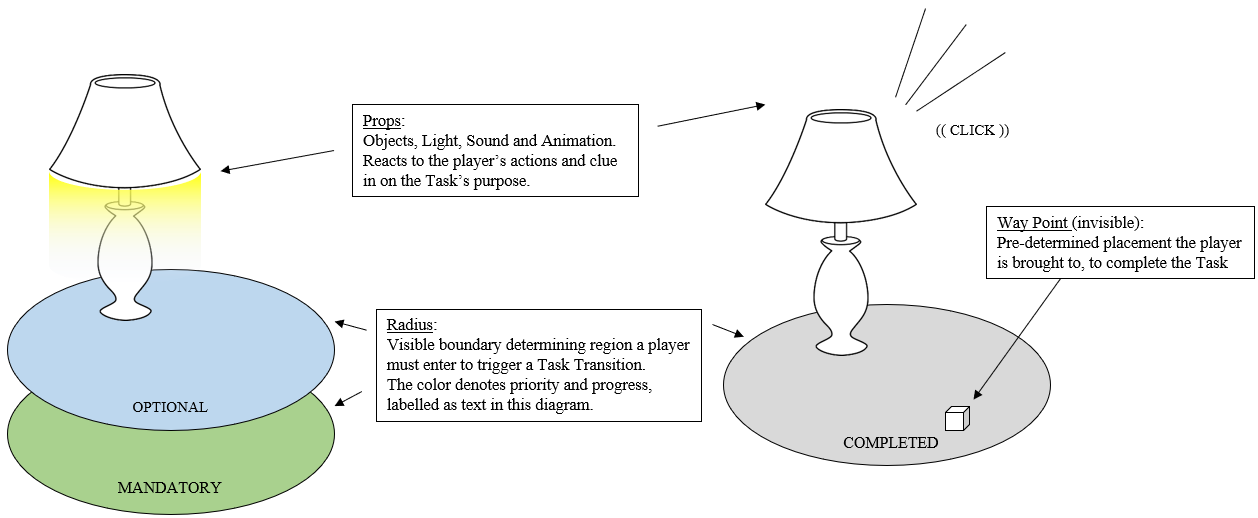 Props:
Objects, Light, Sound and Animation.
Reacts to the player's actions and clue
in on the Task's purpose.
(( CLICK ))
Way Point (invisible):
Pre-determined placement the player
is brought to, to complete the Task
Radius:
Visible boundary determining region a player
must enter to trigger a Task Transition.
The color denotes priority and progress,
labelled as text in this diagram.
OPTIONAL
MANDATORY
COMPLETED